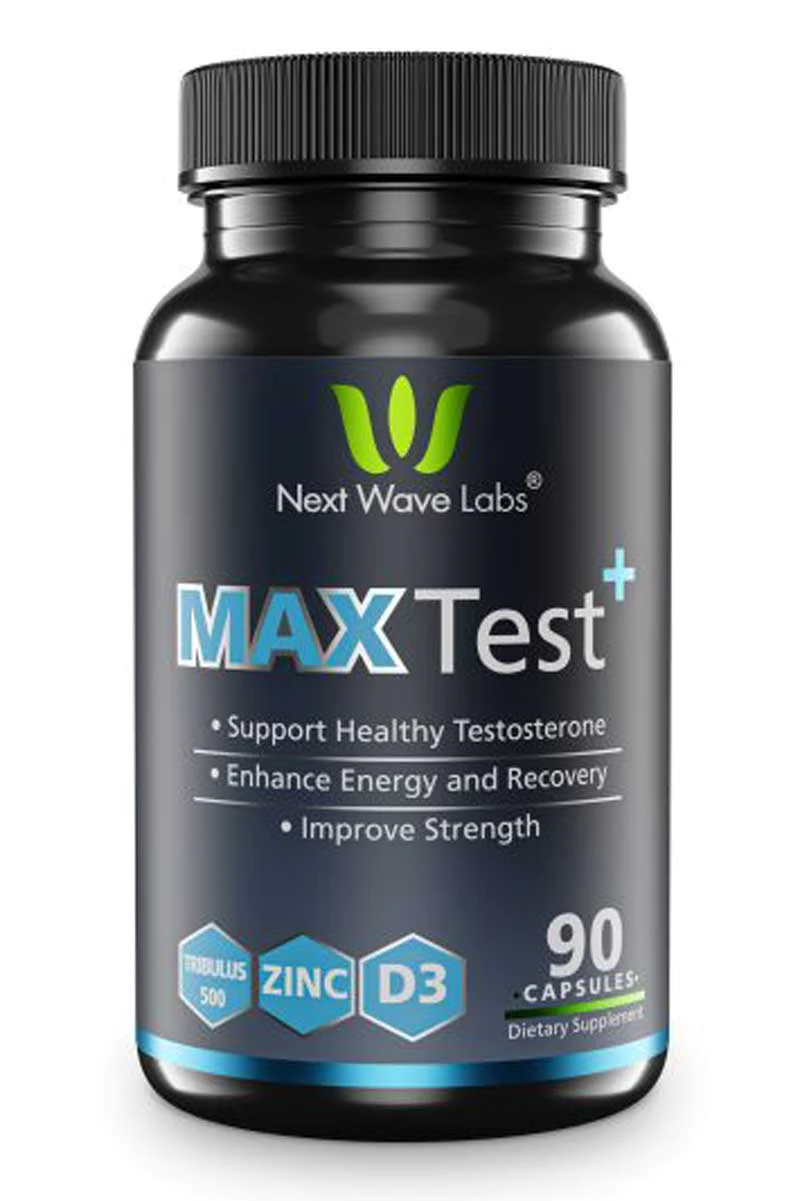 Next Wave Labs®
MAX Test+
• Support Healthy Testosterone
• Enhance Energy and Recovery
• Improve Strength
TRIBULUS
500
ZINC
D3
90
•CAPSULES•
Dietary Supplement